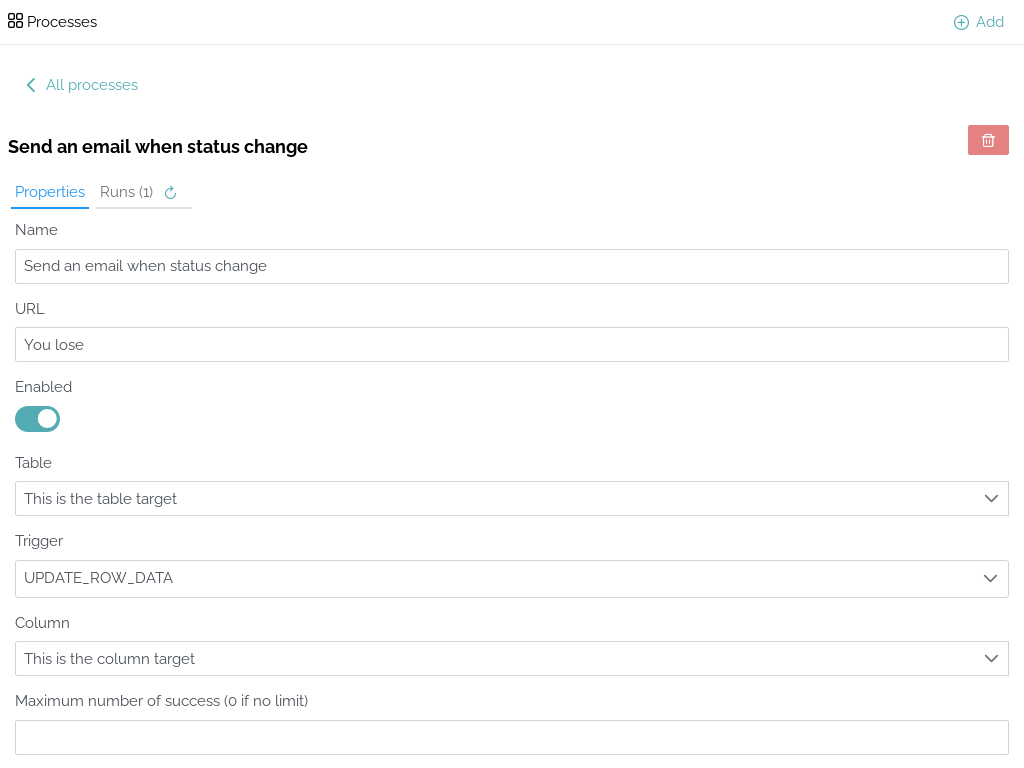 Processes
Add
All processes
Send an email when status change
Properties
Runs (1)
Name
Send an email when status change
URL
You lose
Enabled
Table
This is the table target
Trigger
UPDATE_ROW_DATA
Column
This is the column target
Maximum number of success (0 if no limit)